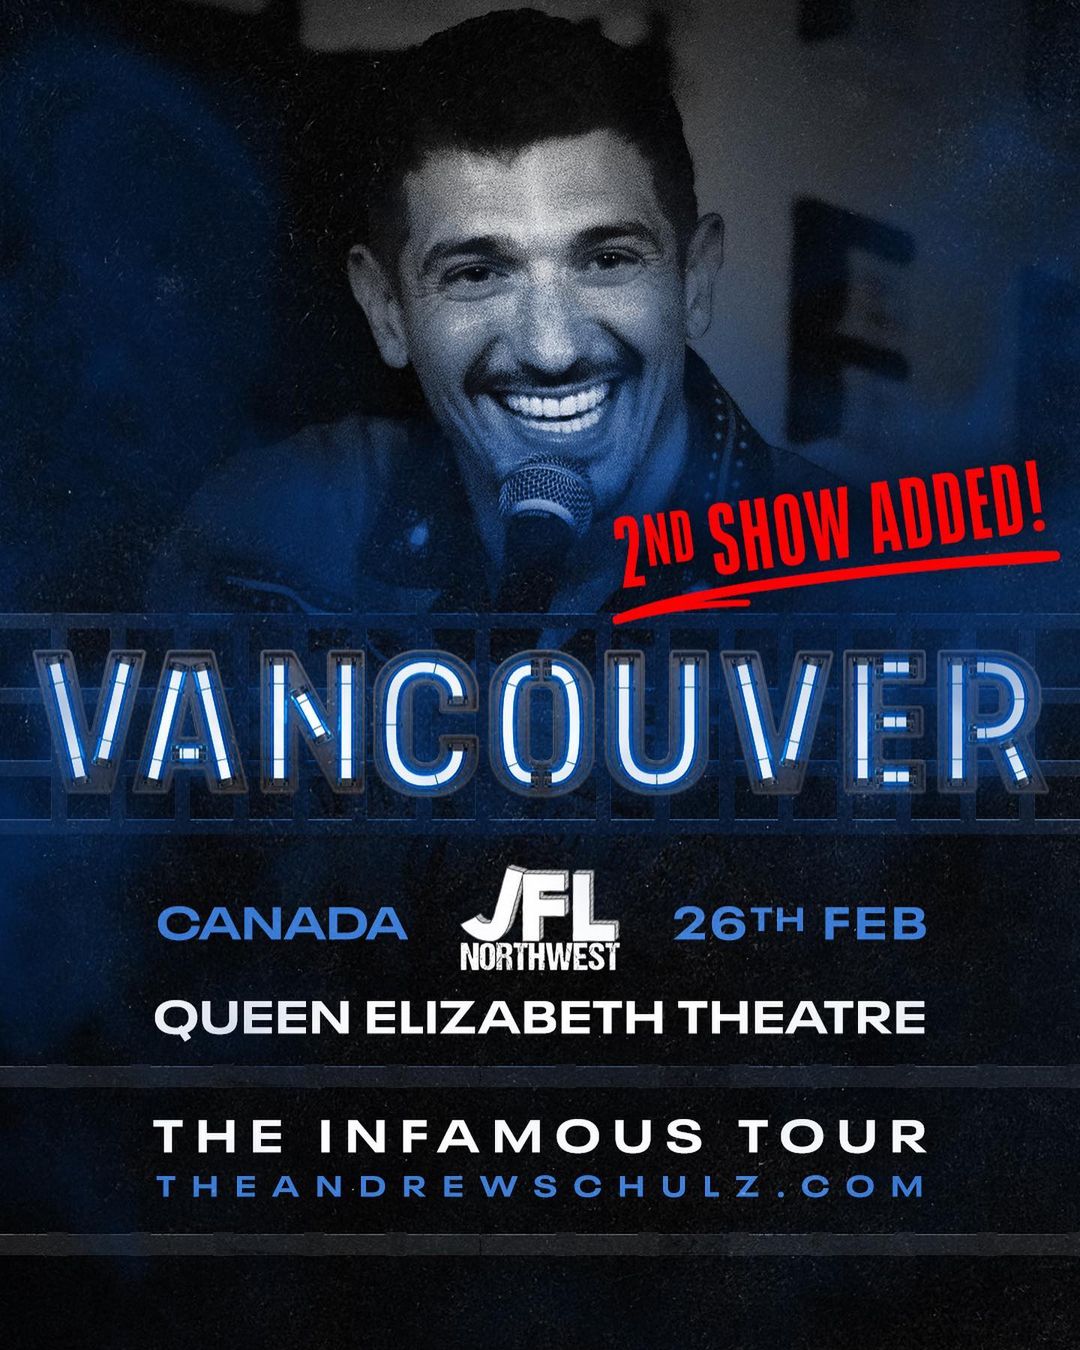 2ND SHOW ADDED!
VANCOUVER
CANADA
JFL
NORTHWEST
26TH FEB
QUEEN ELIZABETH THEATRE
THE INFAMOUS TOUR
THEANDREWSCHULZ.COM